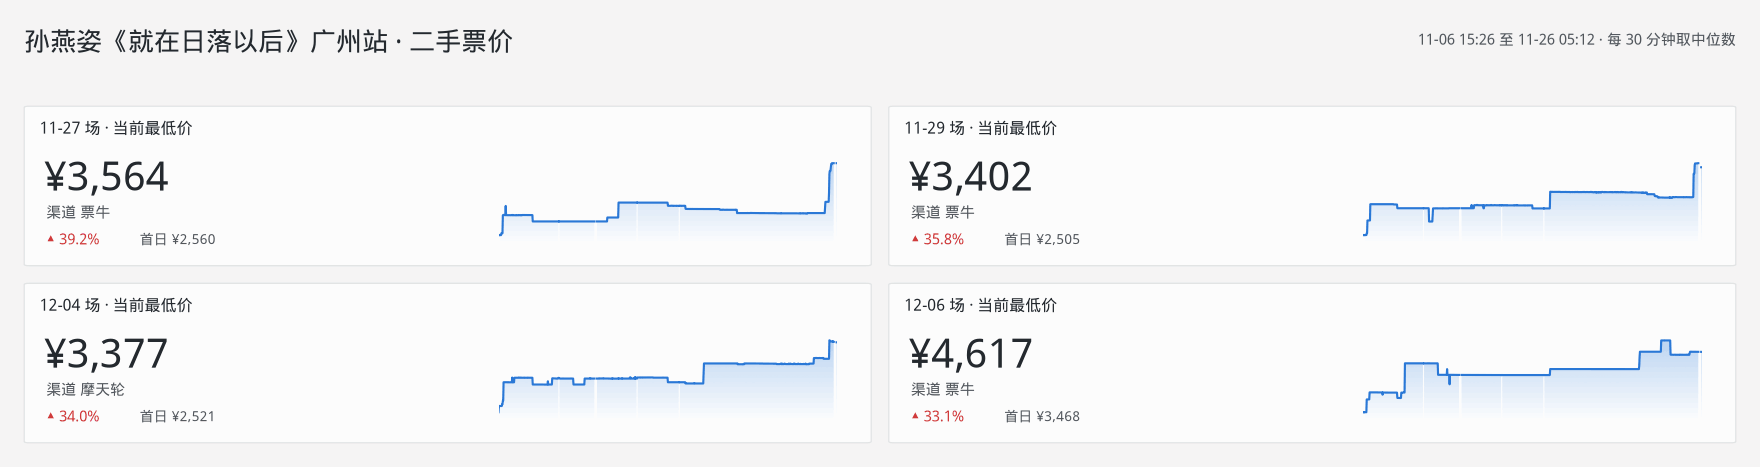 孙燕姿《就在日落以后》广州站 · 二手票价
11-06 15:26 至 11-26 05:12 · 每 30 分钟取中位数
11-27 场 · 当前最低价
¥3,564
渠道 票牛
▲ 39.2% 首日 ¥2,560
11-29 场 · 当前最低价
¥3,402
渠道 票牛
▲ 35.8% 首日 ¥2,505
12-04 场 · 当前最低价
¥3,377
渠道 摩天轮
▲ 34.0% 首日 ¥2,521
12-06 场 · 当前最低价
¥4,617
渠道 票牛
▲ 33.1% 首日 ¥3,468